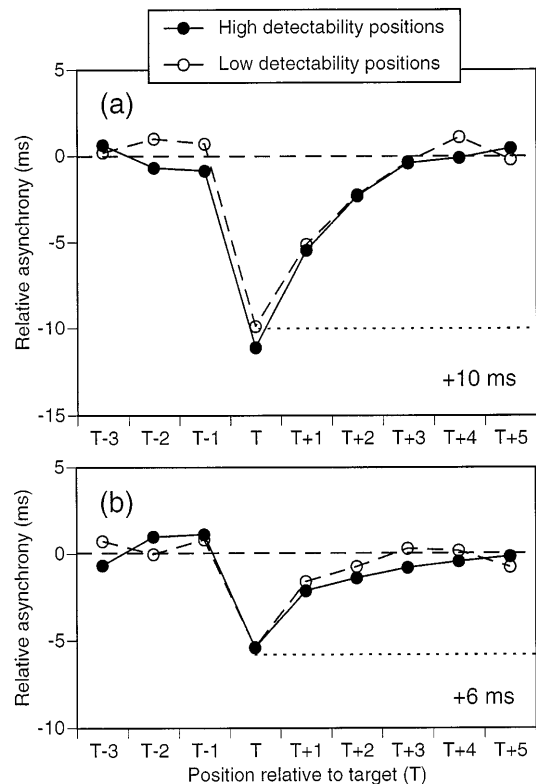 High detectability positions
Low detectability positions
(a)
5
0
-5
-10
-15
Relative asynchrony (ms)
+10 ms
T-3 T-2 T-1 T T+1 T+2 T+3 T+4 T+5
(b)
5
0
-5
-10
Relative asynchrony (ms)
+6 ms
T-3 T-2 T-1 T T+1 T+2 T+3 T+4 T+5
Position relative to target (T)